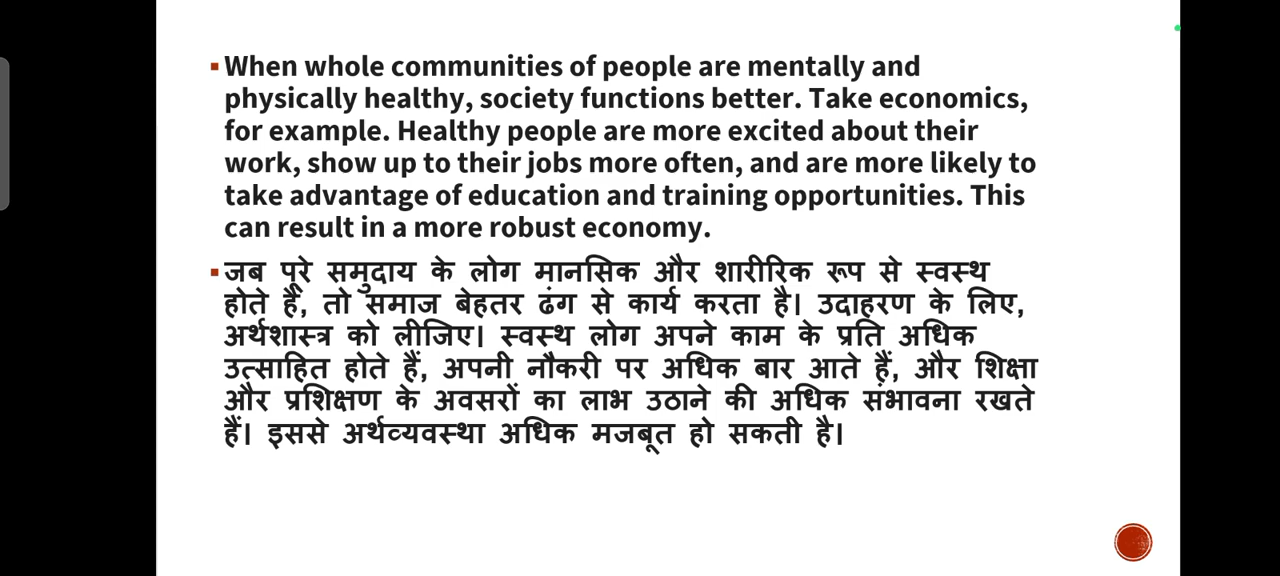 When whole communities of people are mentally and
physically healthy, society functions better. Take economics,
for example. Healthy people are more excited about their
work, show up to their jobs more often, and are more likely to
take advantage of education and training opportunities. This
can result in a more robust economy.
जब पूरे समुदाय के लोग मानसिक और शारीरिक रूप से स्वस्थ
होते हैं, तो समाज बेहतर ढंग से कार्य करता है। उदाहरण के लिए,
अर्थशास्त्र को लीजिए। स्वस्थ लोग अपने काम के प्रति अधिक
उत्साहित होते हैं, अपनी नौकरी पर अधिक बार आते हैं, और शिक्षा
और प्रशिक्षण के अवसरों का लाभ उठाने की अधिक संभावना रखते
हैं। इससे अर्थव्यवस्था अधिक मजबूत हो सकती है।